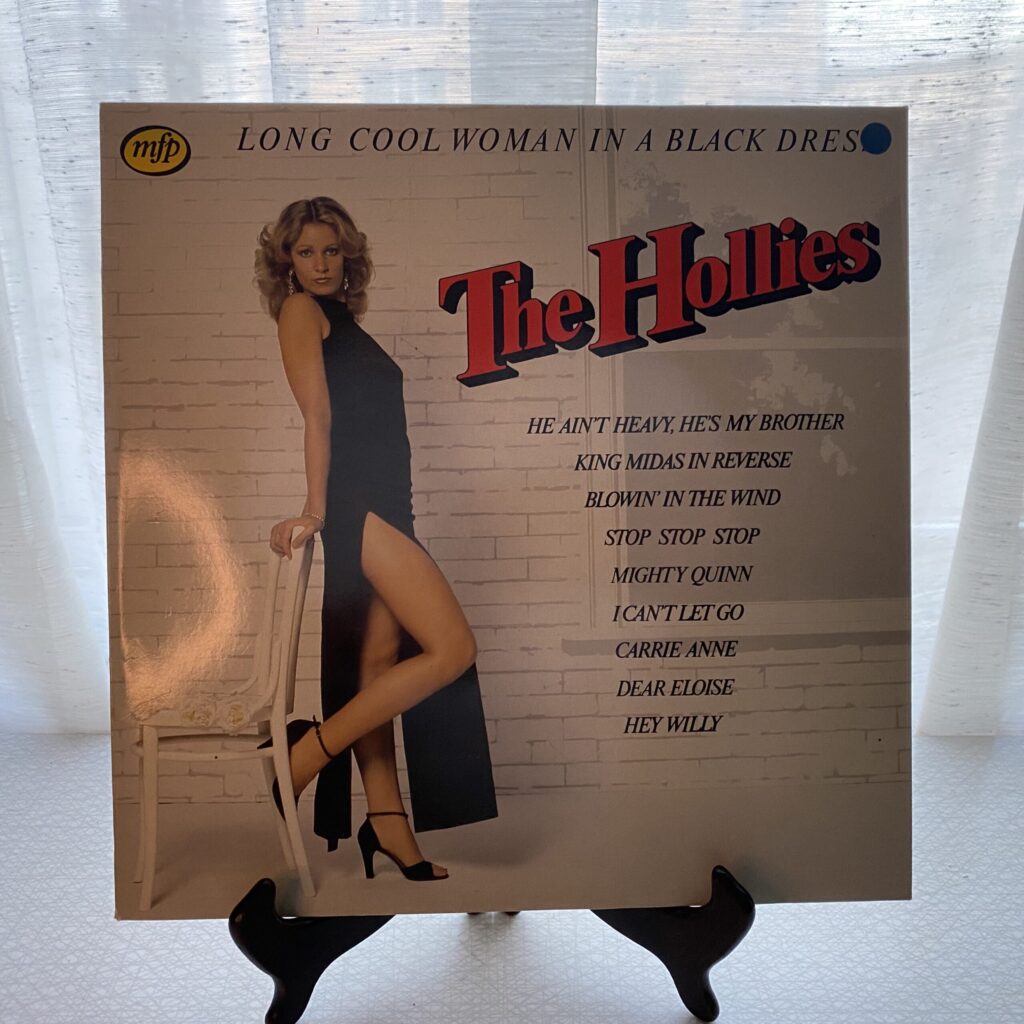 mfp
LONG COOL WOMAN IN A BLACK DRES
The Hollies
HE AIN'T HEAVY, HE'S MY BROTHER
KING MIDAS IN REVERSE
BLOWIN' IN THE WIND
STOP STOP STOP
MIGHTY QUINN
I CAN'T LET GO
CARRIE ANNE
DEAR ELOISE
HEY WILLY